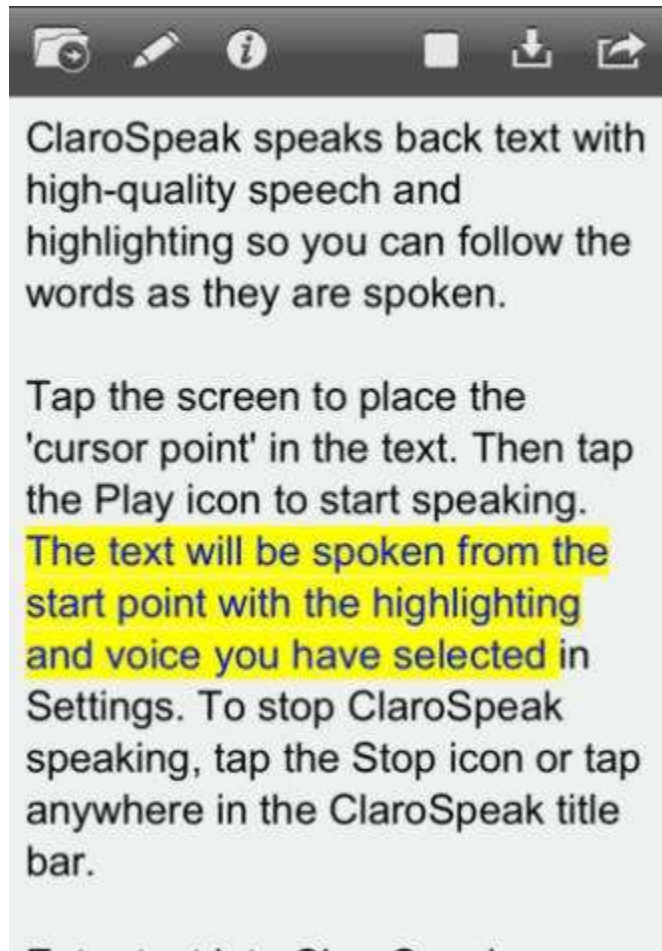 ClaroSpeak speaks back text with
high-quality speech and
highlighting so you can follow the
words as they are spoken.
Tap the screen to place the
'cursor point' in the text. Then tap
the Play icon to start speaking.
The text will be spoken from the
start point with the highlighting
and voice you have selected in
Settings. To stop ClaroSpeak
speaking, tap the Stop icon or tap
anywhere in the ClaroSpeak title
bar.